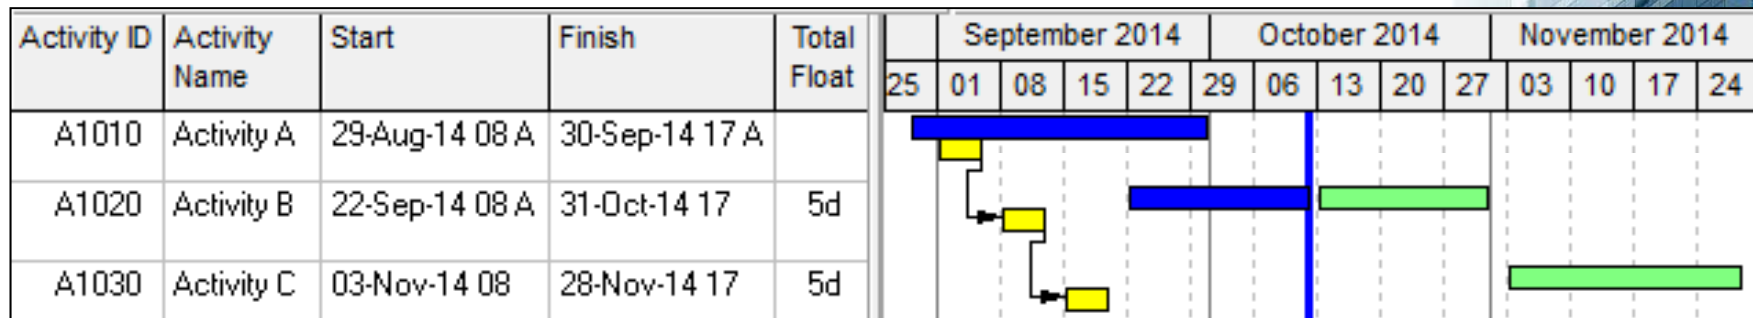 Activity ID Activity Name Start Finish Total Float
September 2014 October 2014 November 2014
25 01 08 15 22 29 06 13 20 27 03 10 17 24
A1010 Activity A 29-Aug-14 08 A 30-Sep-14 17 A
A1020 Activity B 22-Sep-14 08 A 31-Oct-14 17 5d
A1030 Activity C 03-Nov-14 08 28-Nov-14 17 5d